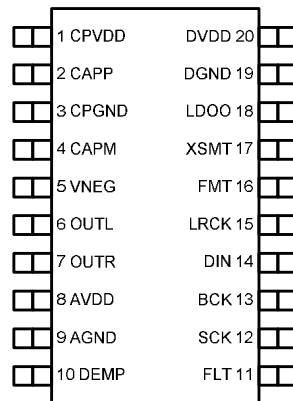 1 CPVDD DVDD 20
2 CAPP DGND 19
3 CPGND LDOO 18
4 CAPM XSMT 17
5 VNEG FMT 16
6 OUTL LRCK 15
7 OUTR DIN 14
8 AVDD BCK 13
9 AGND SCK 12
10 DEMP FLT 11